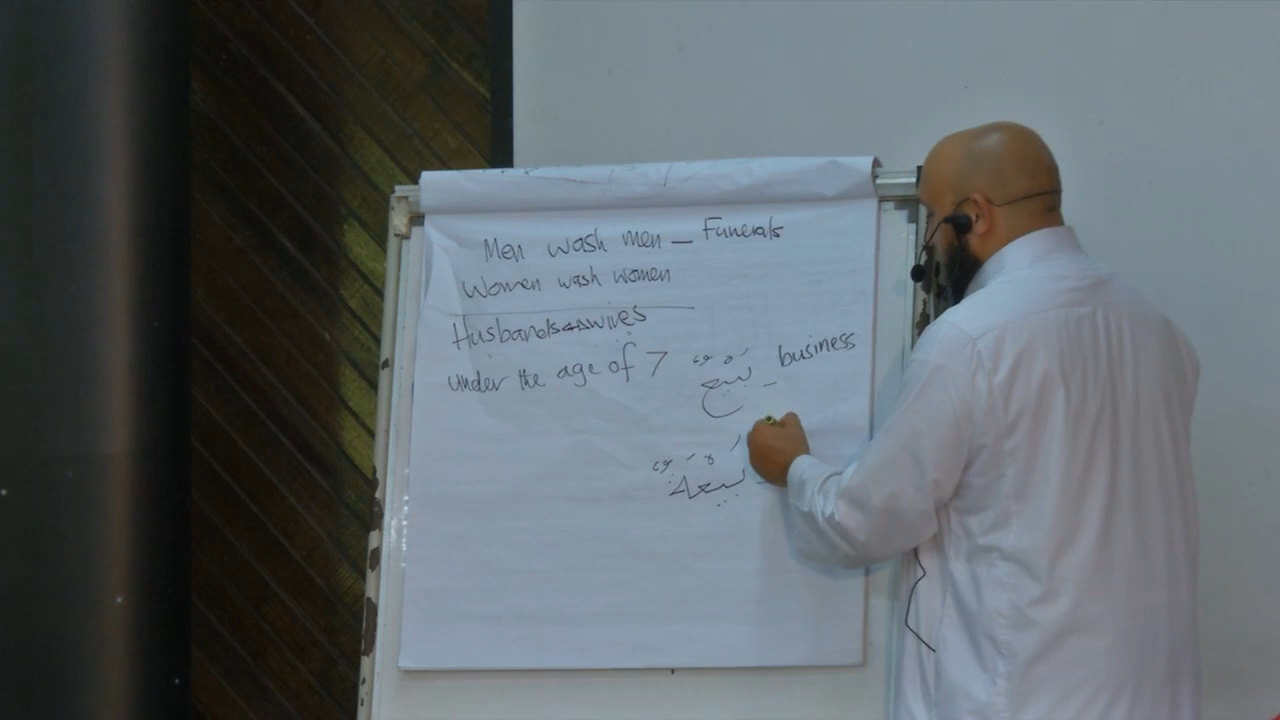 Men wash men — Funerals
Women wash women
Husbands ↔ wives
under the age of 7
بَيْعٌ - business
بَيْعَةٌ -